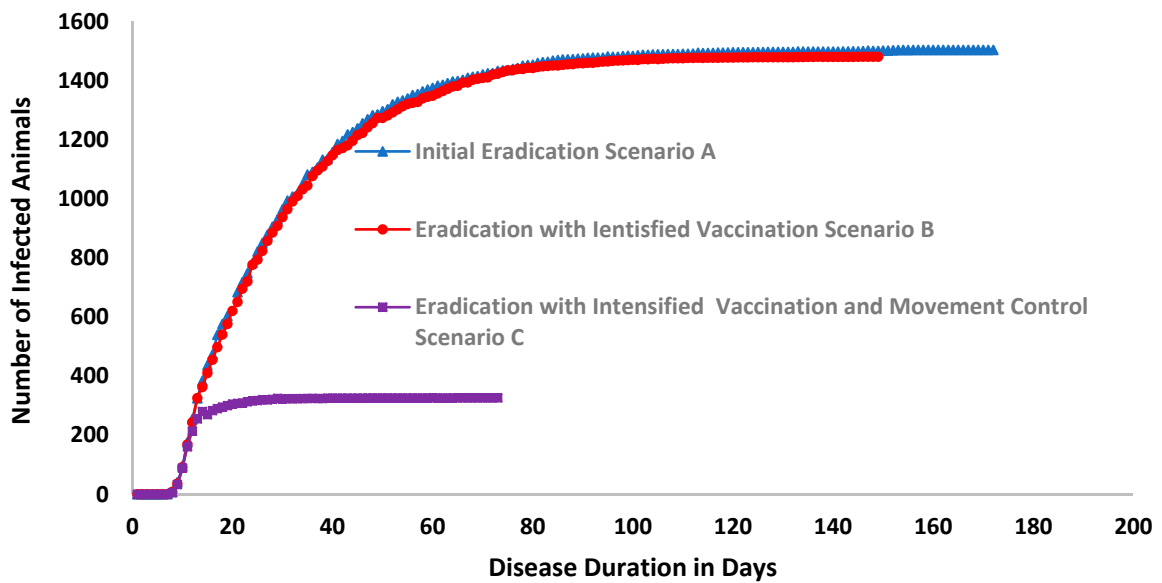 1600
1400
1200
1000
800
600
400
200
0
Number of Infected Animals
Initial Eradication Scenario A
Eradication with Ientisfied Vaccination Scenario B
Eradication with Intensified Vaccination and Movement Control
Scenario C
0 20 40 60 80 100 120 140 160 180 200
Disease Duration in Days